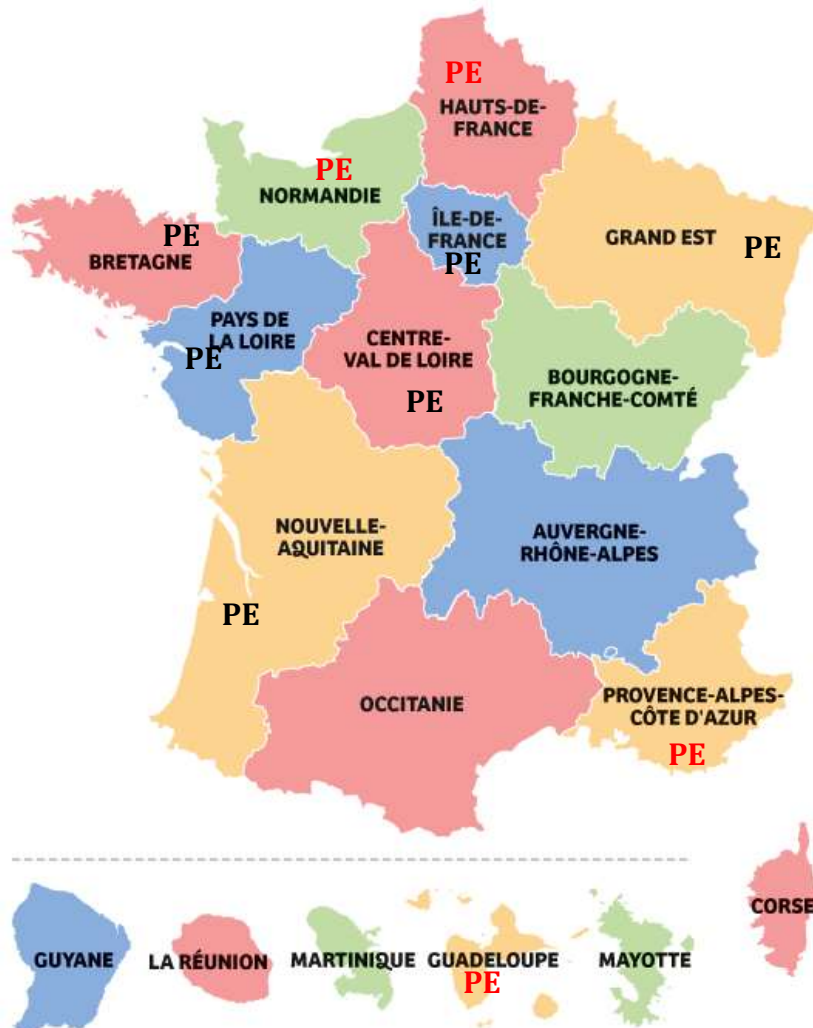 PE
HAUTS-DE-
FRANCE
PE
NORMANDIE
ÎLE-DE-
FRANCE
PE
GRAND EST
PE
PE
BRETAGNE
PAYS DE
LA LOIRE
PE
CENTRE-
VAL DE LOIRE
PE
BOURGOGNE-
FRANCHE-COMTÉ
NOUVELLE-
AQUITAINE
PE
AUVERGNE-
RHÔNE-ALPES
OCCITANIE
PROVENCE-ALPES-
CÔTE D'AZUR
PE
CORSE
GUYANE
LA RÉUNION
MARTINIQUE
GUADELOUPE
PE
MAYOTTE